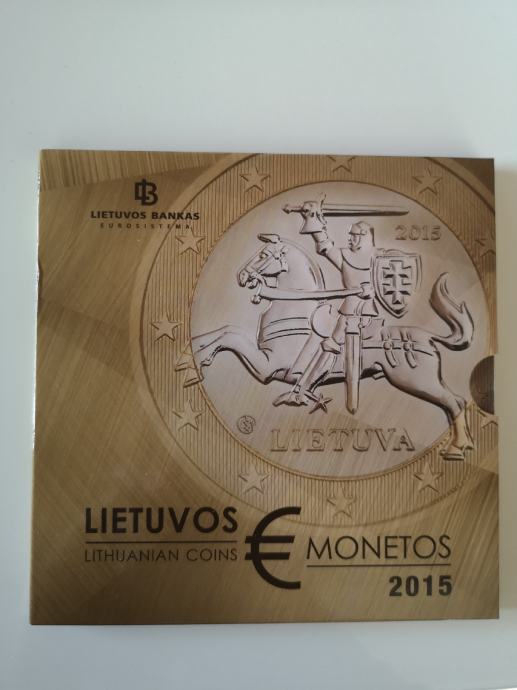 LIETUVOS BANKAS
EUROSISTEMA
2015
LIETUVA
LIETUVOS € MONETOS
LITHUANIAN COINS
2015